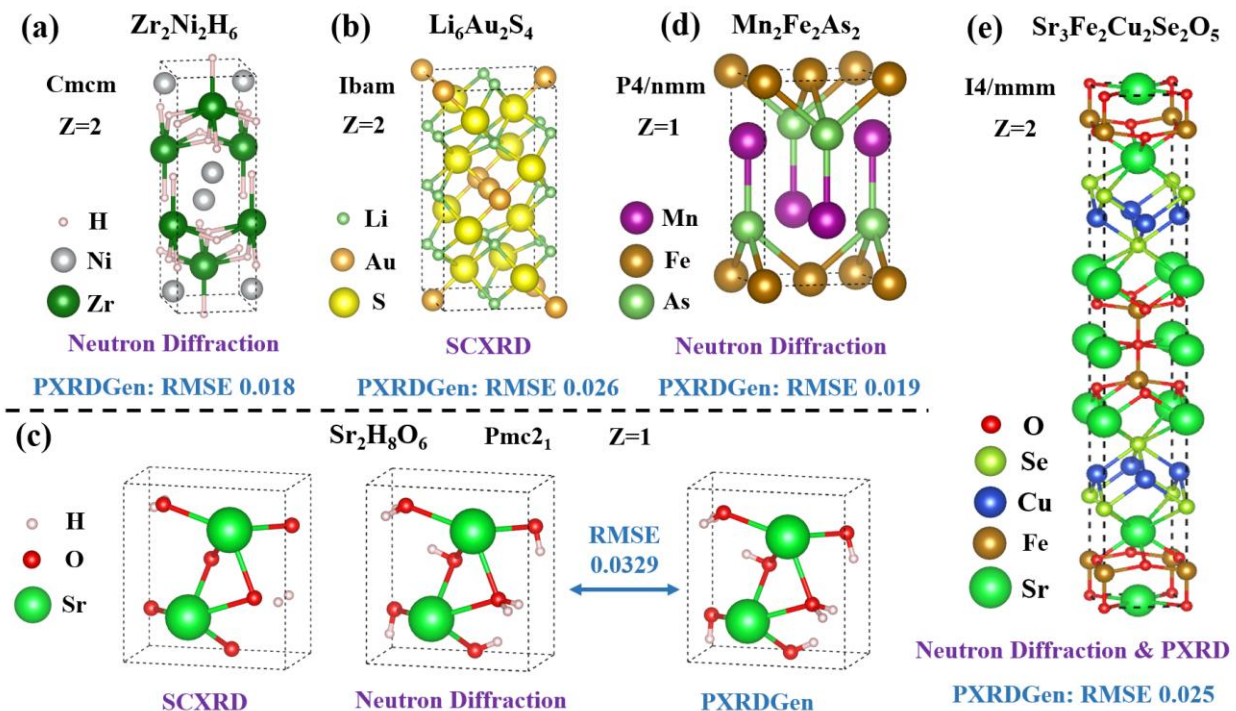 (a)
Zr₂Ni₂H₆
Cmcm
Z=2
H
Ni
Zr
Neutron Diffraction
PXRDGen: RMSE 0.018
(b)
Li₆Au₂S₄
Ibam
Z=2
Li
Au
S
SCXRD
PXRDGen: RMSE 0.026
(d)
Mn₂Fe₂As₂
P4/nmm
Z=1
Mn
Fe
As
Neutron Diffraction
PXRDGen: RMSE 0.019
(e)
Sr₃Fe₂Cu₂Se₂O₅
I4/mmm
Z=2
O
Se
Cu
Fe
Sr
Neutron Diffraction & PXRD
PXRDGen: RMSE 0.025
(c)
Sr₂H₈O₆ Pmc2₁ Z=1
H
O
Sr
RMSE
0.0329
SCXRD
Neutron Diffraction
PXRDGen